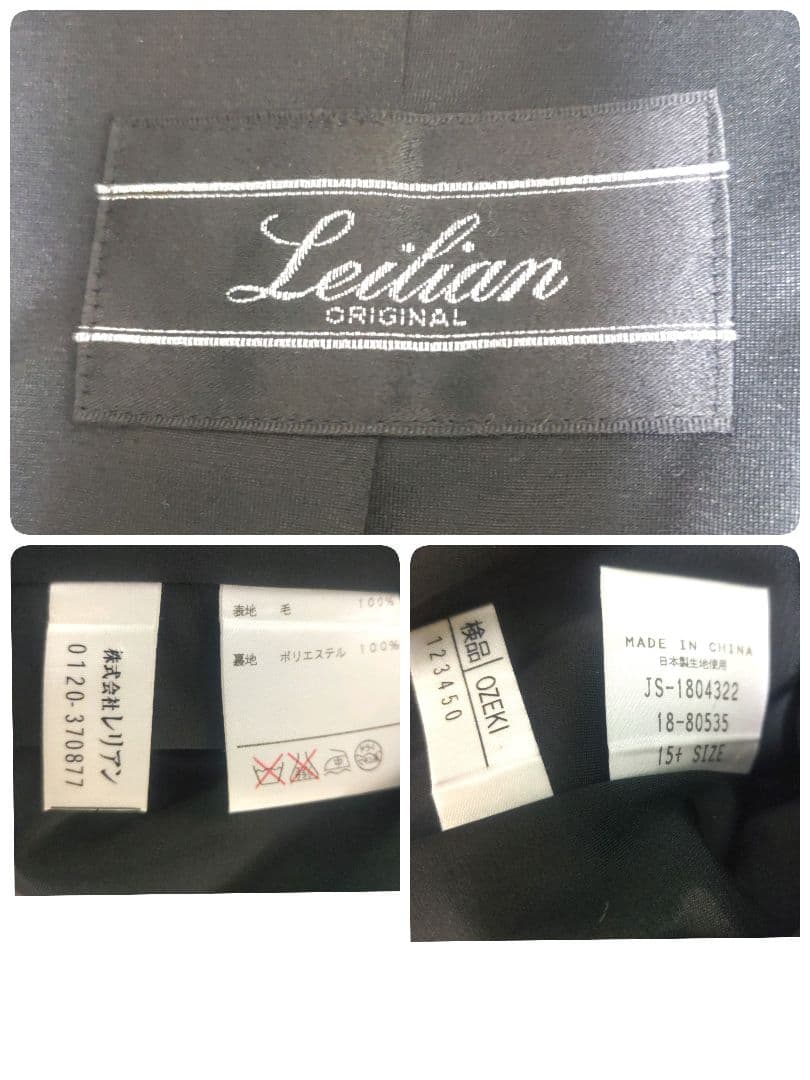 Leilian
ORIGINAL
株式会社レリアン
0120-370877
表地 毛 100%
裏地 ポリエステル 100%
検品 OZEKI
123450
MADE IN CHINA
日本製生地使用
JS-1804322
18-80535
15+ SIZE